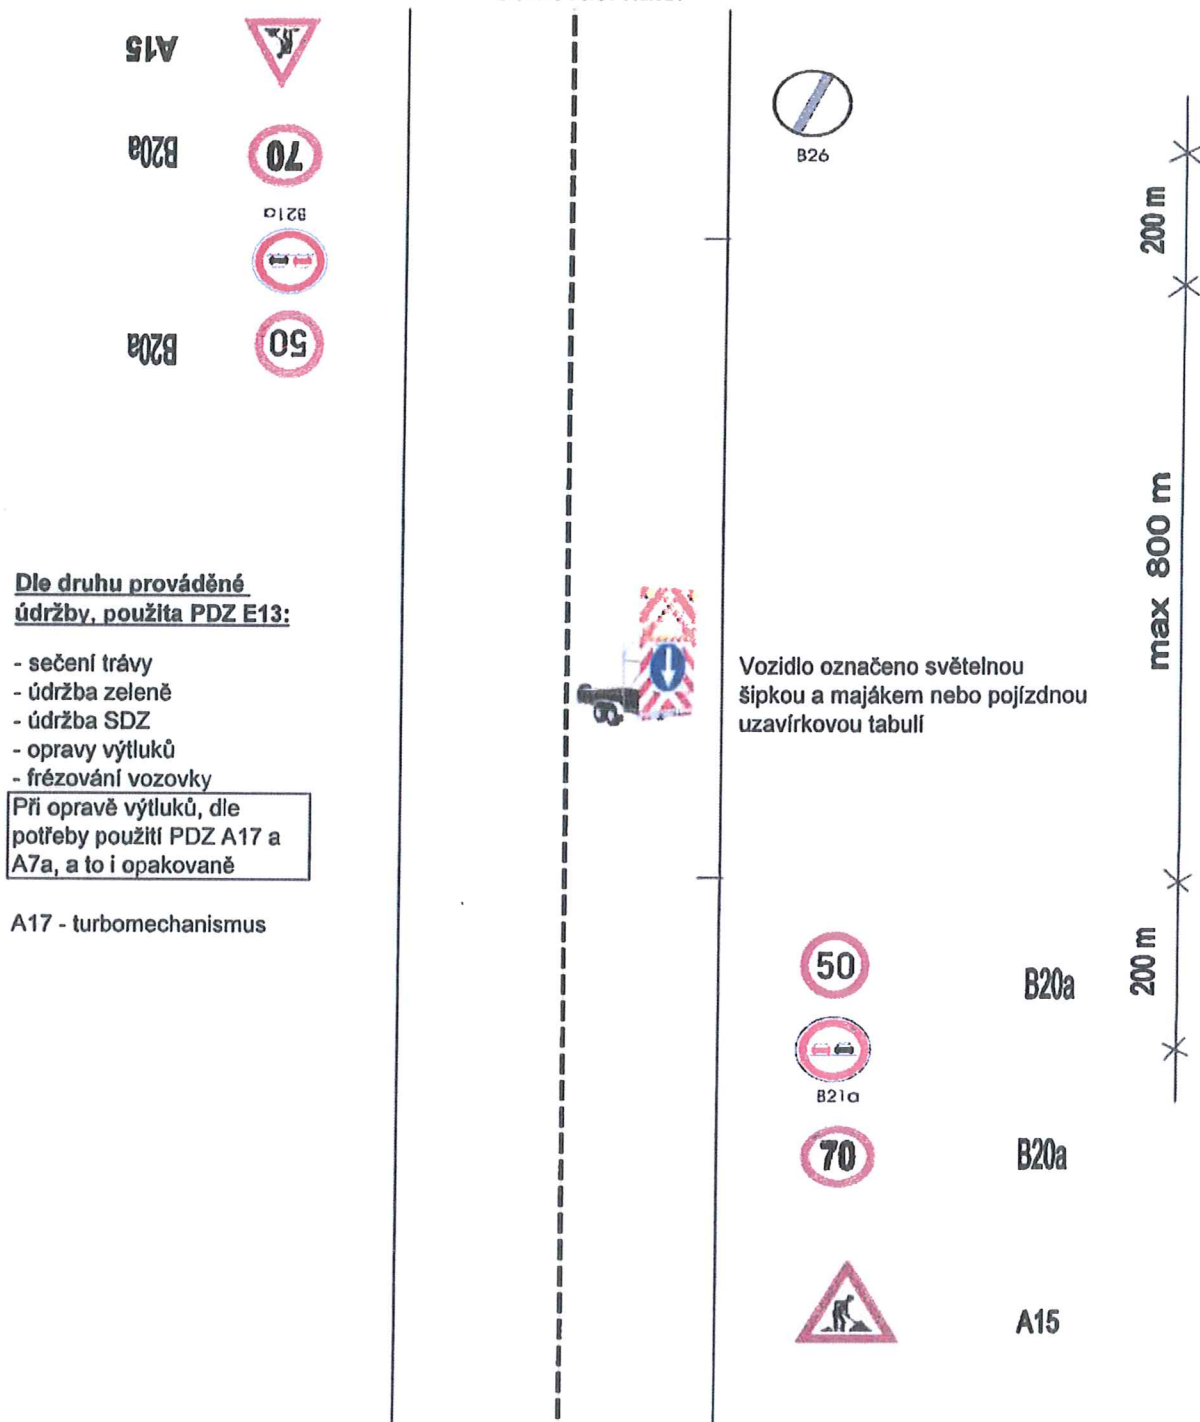 A15
B20a
70
B21a
B20a
50
B26
200 m
max 800 m
Dle druhu prováděné
údržby, použita PDZ E13:
- sečení trávy
- údržba zeleně
- údržba SDZ
- opravy výtluků
- frézování vozovky
Při opravě výtluků, dle
potřeby použití PDZ A17 a
A7a, a to i opakovaně
A17 - turbomechanismus
Vozidlo označeno světelnou
šipkou a majákem nebo pojízdnou
uzavírkovou tabulí
200 m
50
B20a
B21a
70
B20a
A15